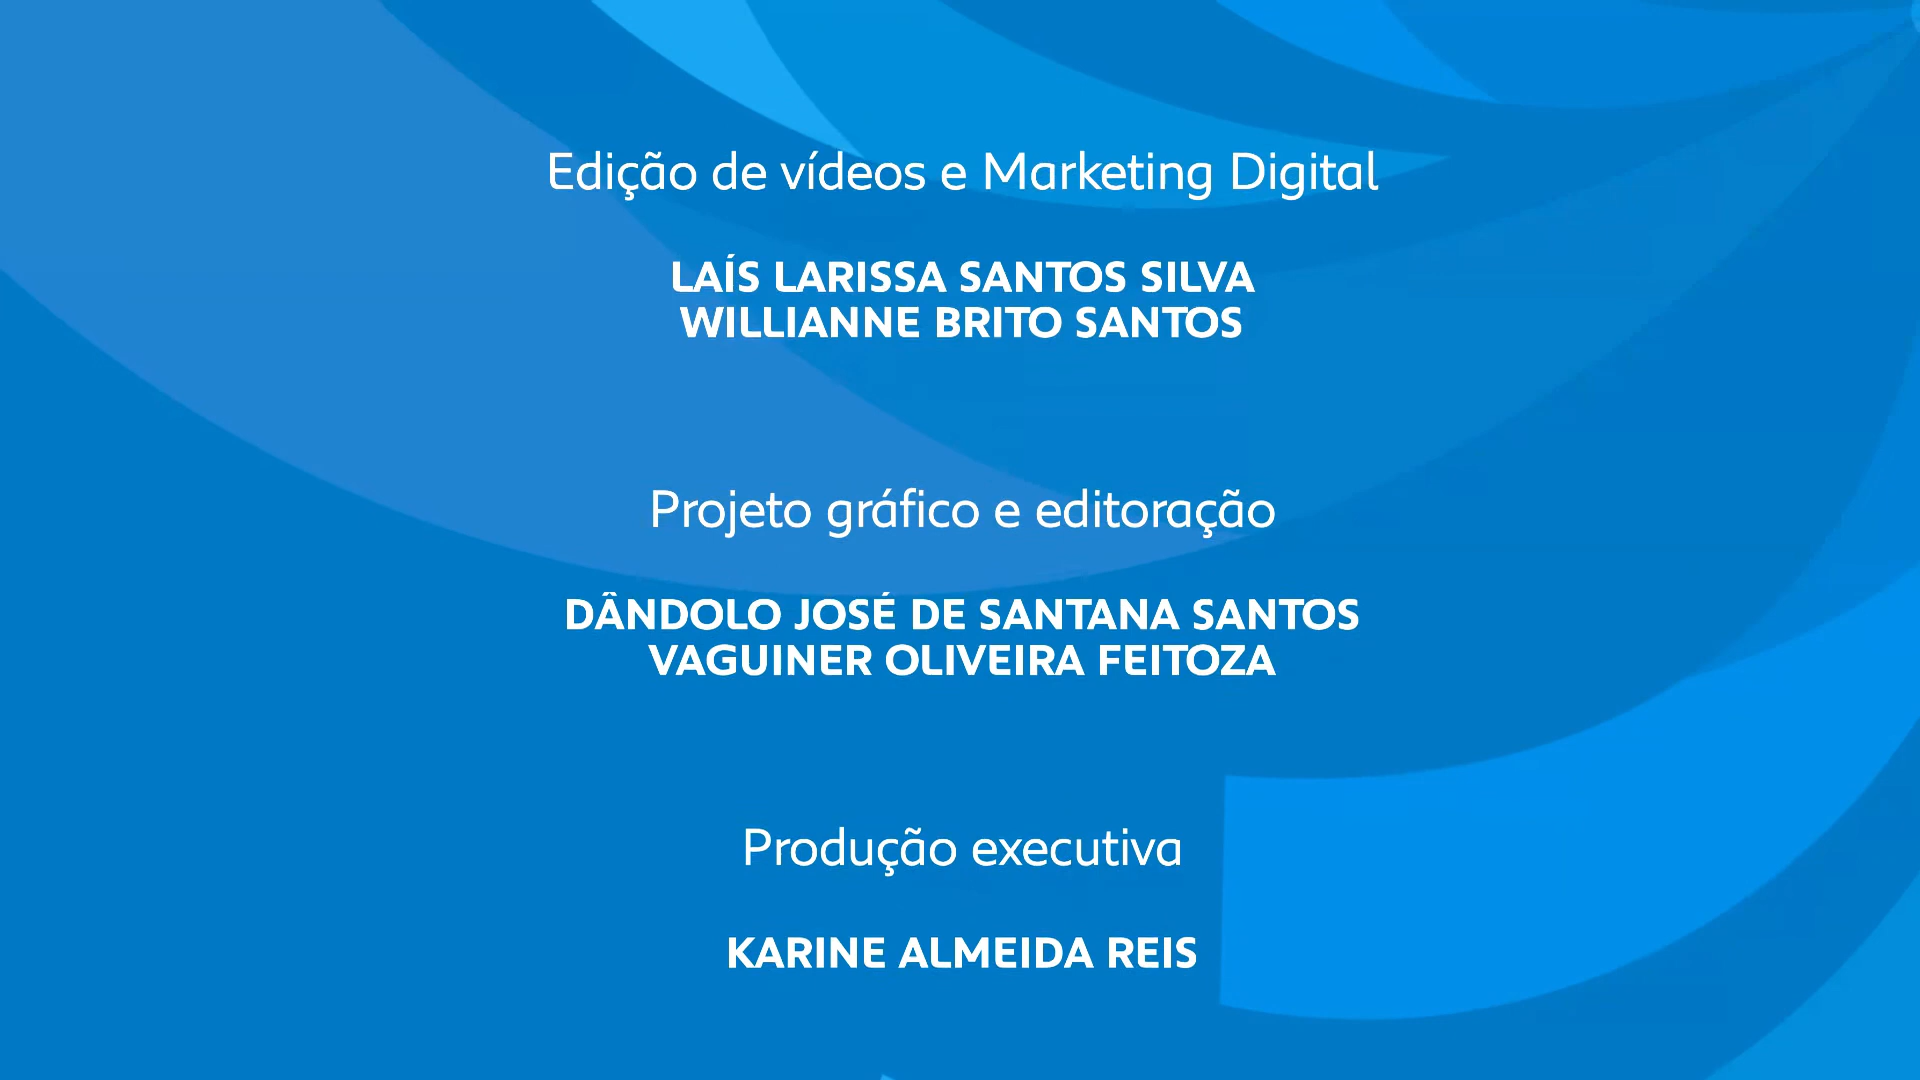 Edição de vídeos e Marketing Digital
LAÍS LARISSA SANTOS SILVA
WILLIANNE BRITO SANTOS
Projeto gráfico e editoração
DÂNDOLO JOSÉ DE SANTANA SANTOS
VAGUINER OLIVEIRA FEITOZA
Produção executiva
KARINE ALMEIDA REIS